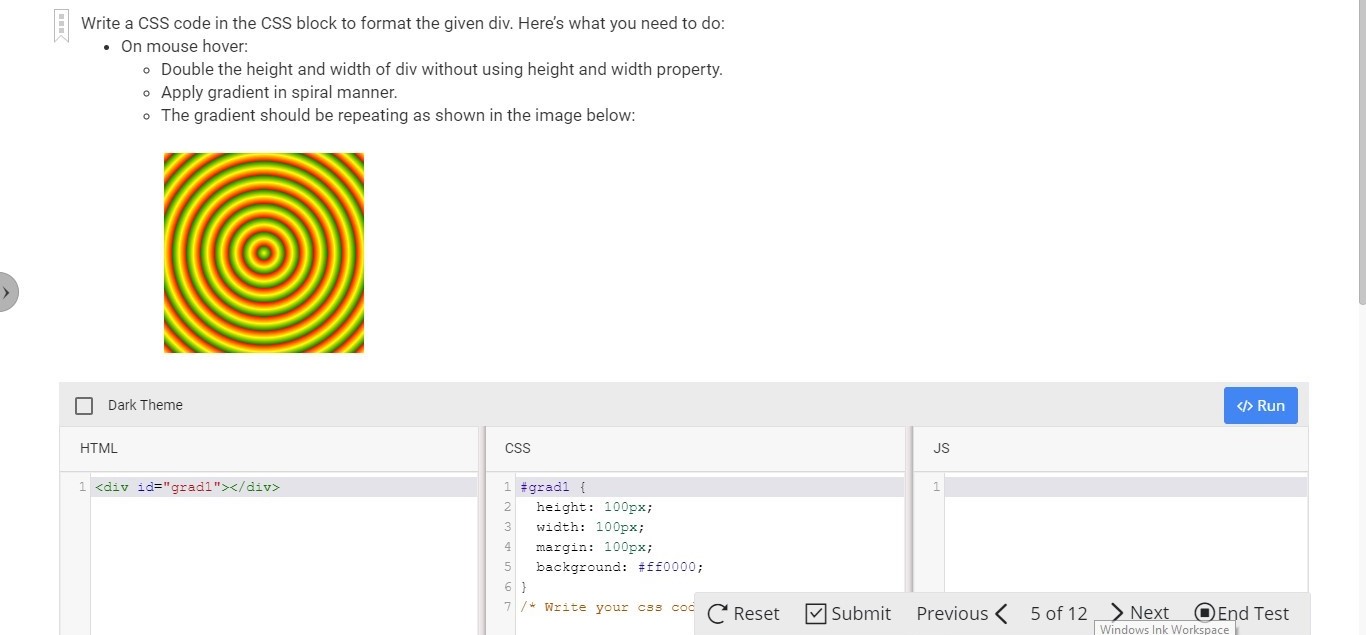 Write a CSS code in the CSS block to format the given div. Here’s what you need to do:
• On mouse hover:
○ Double the height and width of div without using height and width property.
○ Apply gradient in spiral manner.
○ The gradient should be repeating as shown in the image below:
Dark Theme
</> Run
HTML
CSS
JS
1 <div id="grad1"></div>
1 #grad1 {
2 height: 100px;
3 width: 100px;
4 margin: 100px;
5 background: #ff0000;
6 }
7 /* Write your css cod
1
Reset Submit Previous 5 of 12 Next End Test
Windows Ink Workspace